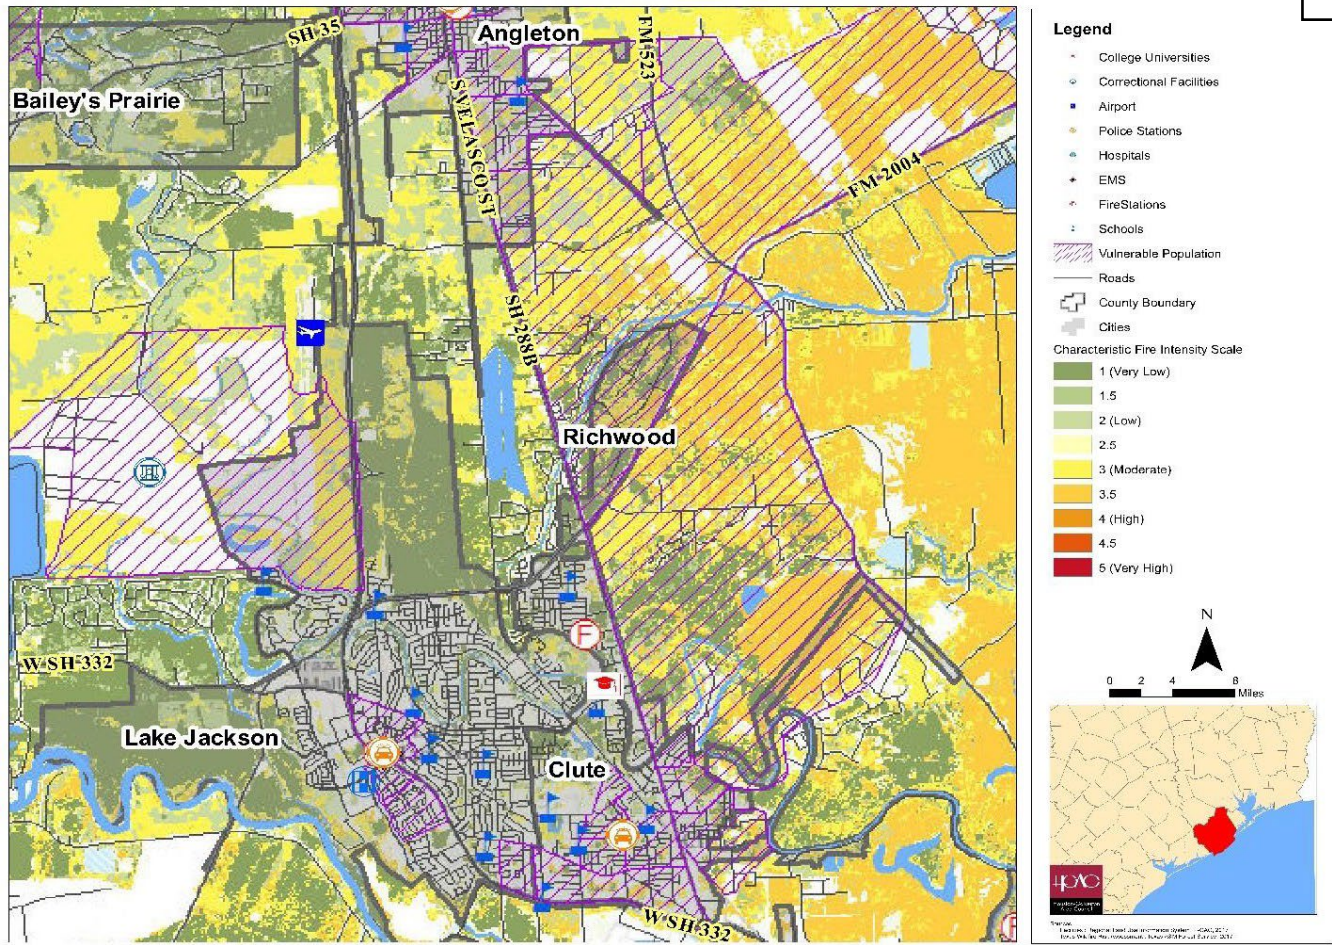 Angleton
SH 35
FM 523
Bailey's Prairie
S VELASCO ST
FM 2004
SH 288B
Richwood
W SH 332
Lake Jackson
Clute
W SH 332
F
F
Legend
College Universities
Correctional Facilities
Airport
Police Stations
Hospitals
EMS
FireStations
Schools
Vulnerable Population
Roads
County Boundary
Cities
Characteristic Fire Intensity Scale
1 (Very Low)
1.5
2 (Low)
2.5
3 (Moderate)
3.5
4 (High)
4.5
5 (Very High)
N
0 2 4 8
Miles